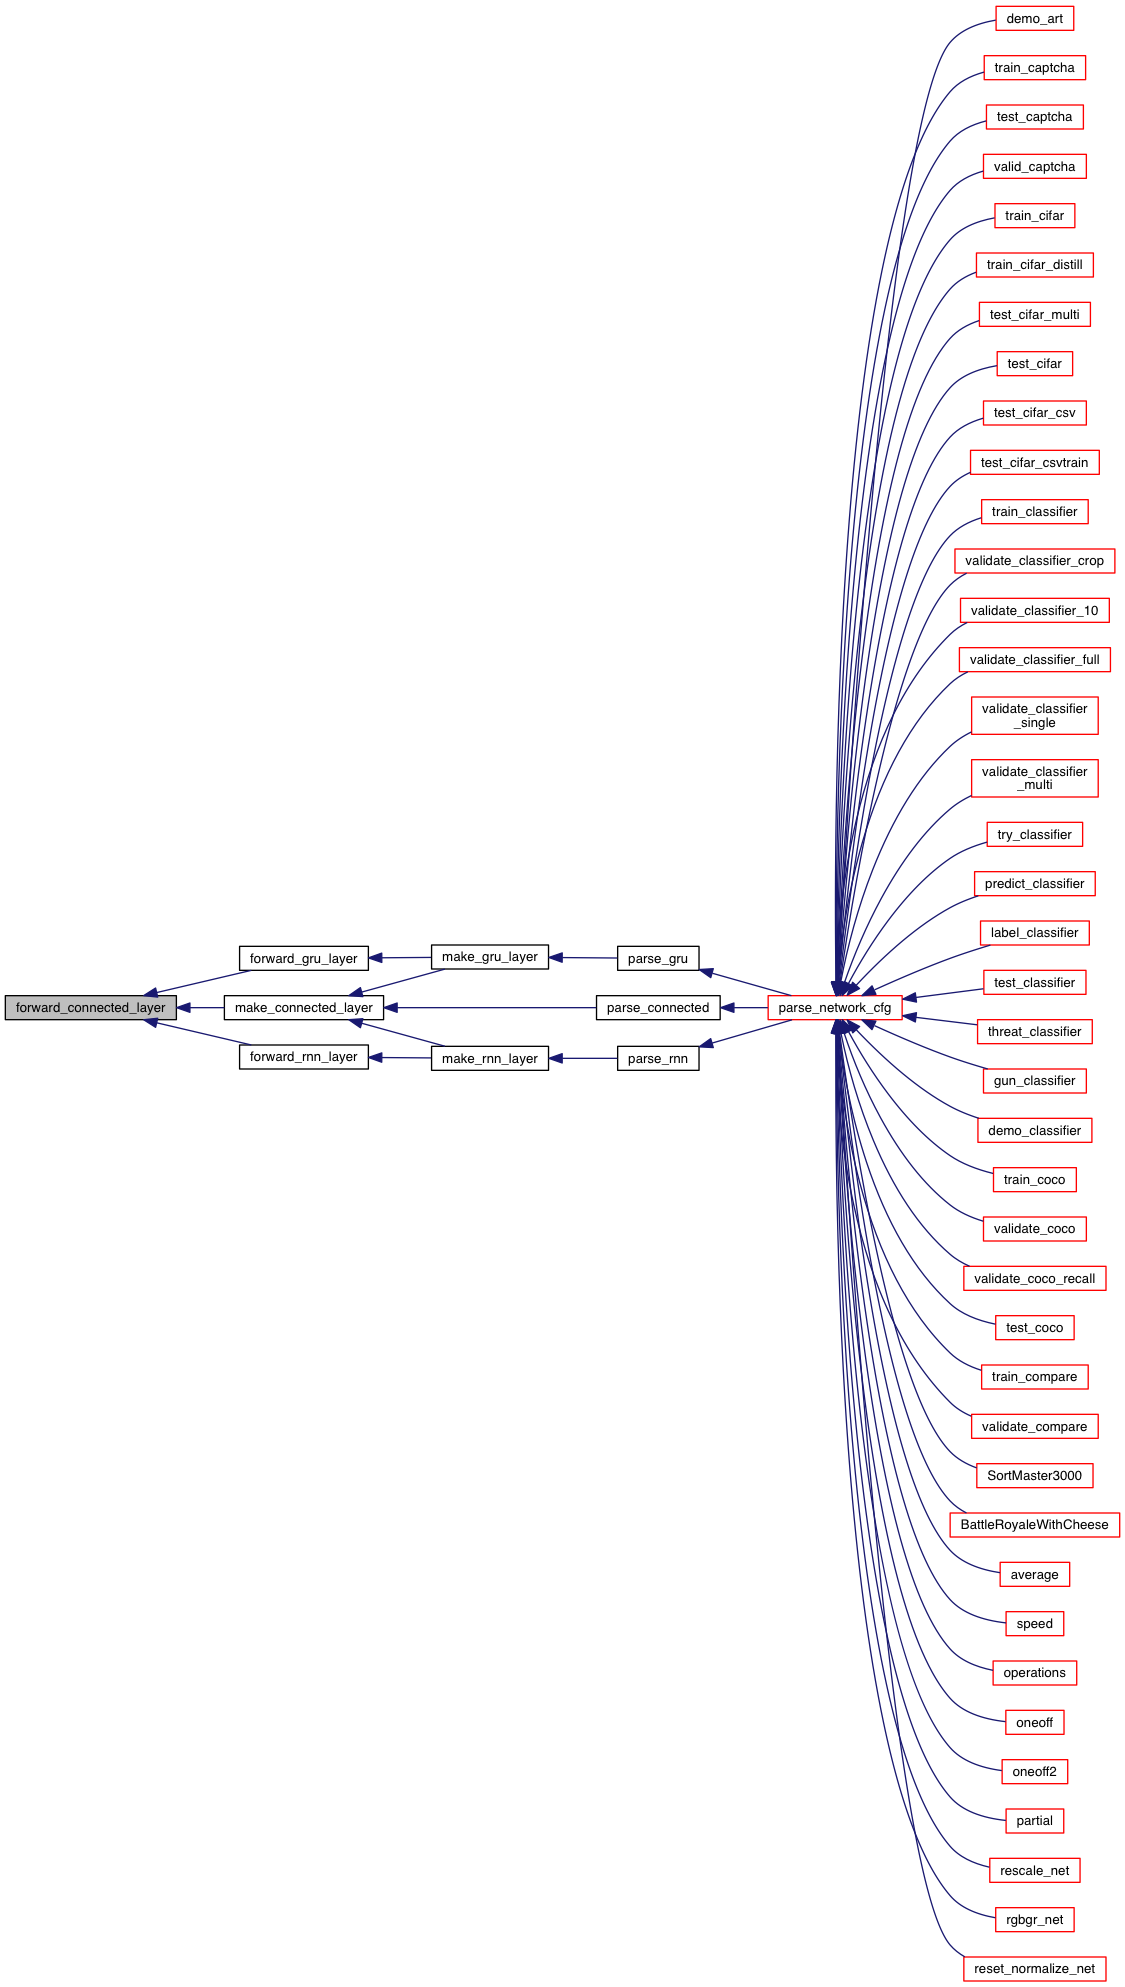 demo_art
train_captcha
test_captcha
valid_captcha
train_cifar
train_cifar_distill
test_cifar_multi
test_cifar
test_cifar_csv
test_cifar_csvtrain
train_classifier
validate_classifier_crop
validate_classifier_10
validate_classifier_full
validate_classifier
_single
validate_classifier
_multi
try_classifier
predict_classifier
label_classifier
forward_gru_layer
make_gru_layer
parse_gru
test_classifier
forward_connected_layer
make_connected_layer
parse_connected
parse_network_cfg
threat_classifier
forward_rnn_layer
make_rnn_layer
parse_rnn
gun_classifier
demo_classifier
train_coco
validate_coco
validate_coco_recall
test_coco
train_compare
validate_compare
SortMaster3000
BattleRoyaleWithCheese
average
speed
operations
oneoff
oneoff2
partial
rescale_net
rgbgr_net
reset_normalize_net